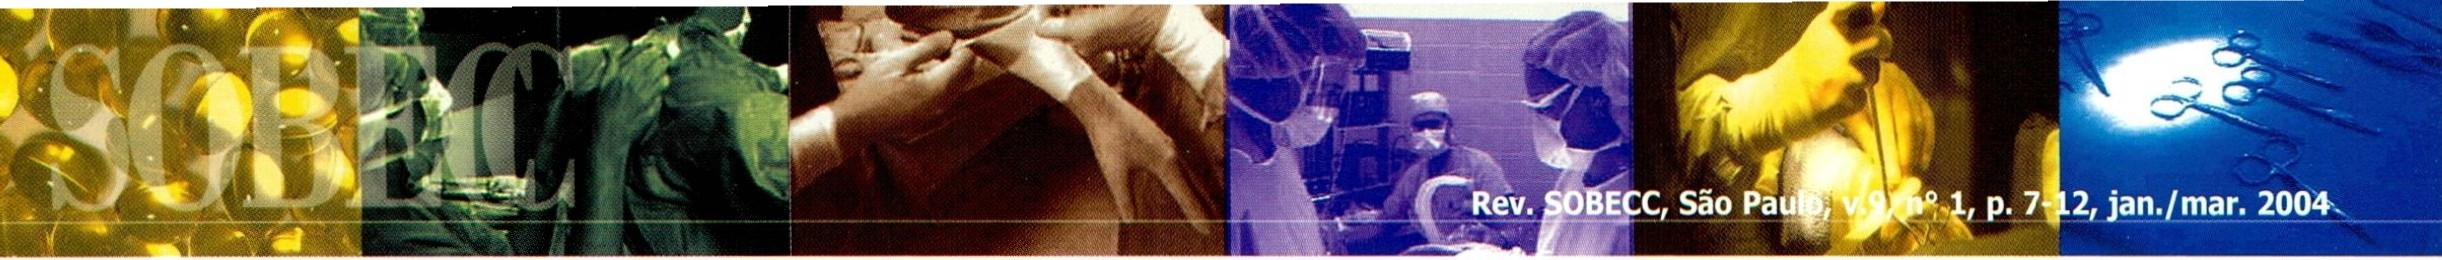 SOBECC
Rev. SOBECC, São Paulo, v.9, nº 1, p. 7-12, jan./mar. 2004